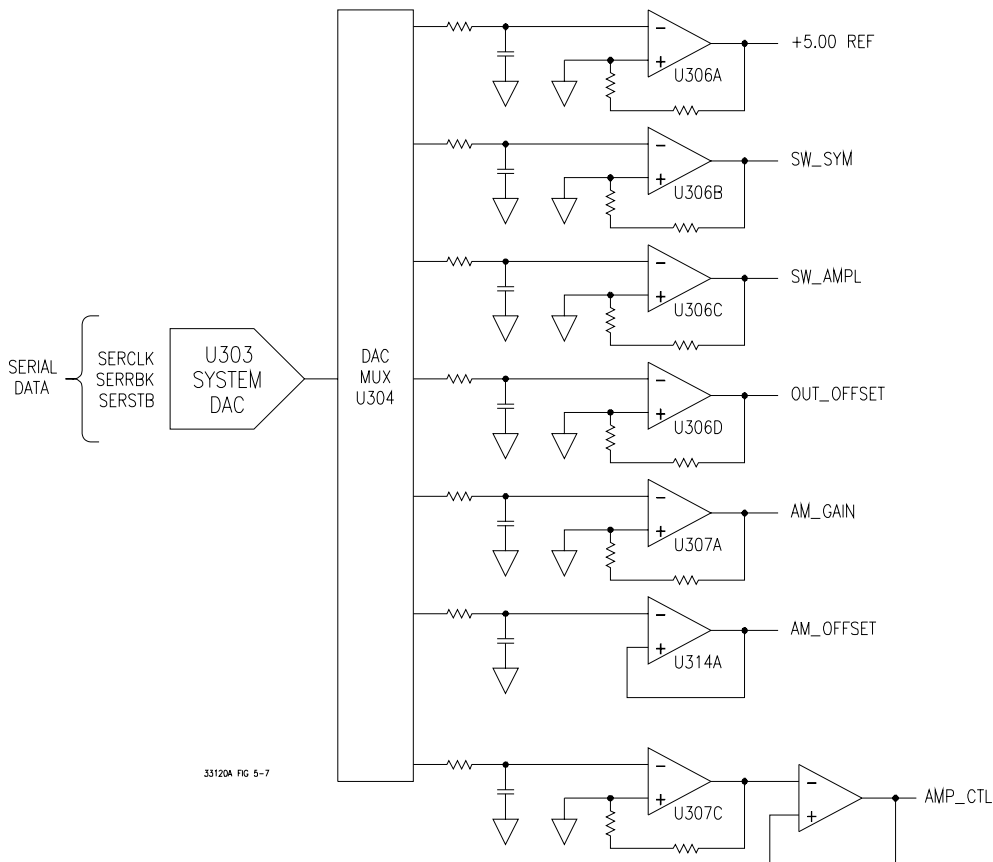 +5.00 REF
−
+
U306A
SW_SYM
−
+
U306B
SW_AMPL
−
+
U306C
SERIAL
DATA
SERCLK
SERRBK
SERSTB
U303
SYSTEM
DAC
DAC
MUX
U304
OUT_OFFSET
−
+
U306D
AM_GAIN
−
+
U307A
AM_OFFSET
−
+
U314A
33120A FIG 5-7
−
+
U307C
−
+
AMP_CTL